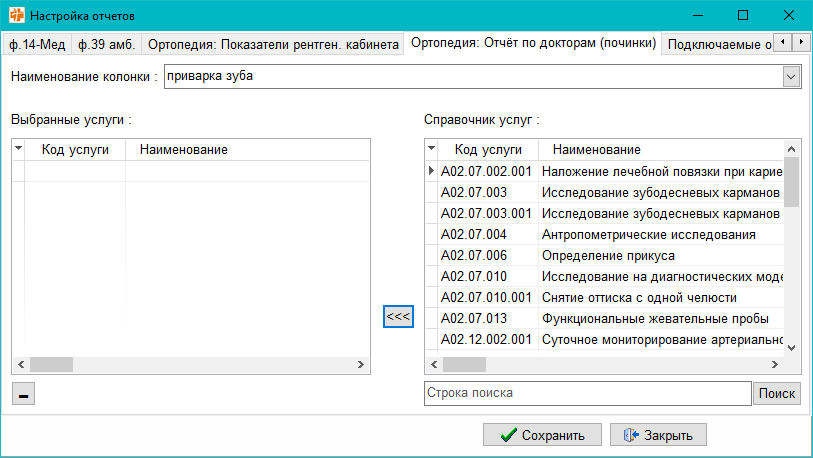 Настройка отчетов
ф.14-Мед ф.39 амб. Ортопедия: Показатели рентген. кабинета Ортопедия: Отчёт по докторам (починки) Подключаемые о
Наименование колонки : приварка зуба
Выбранные услуги : Справочник услуг :
Код услуги Наименование Код услуги Наименование
A02.07.002.001 Наложение лечебной повязки при карие
A02.07.003 Исследование зубодесневых карманов
A02.07.003.001 Исследование зубодесневых карманов
A02.07.004 Антропометрические исследования
A02.07.006 Определение прикуса
A02.07.010 Исследование на диагностических моде
A02.07.010.001 Снятие оттиска с одной челюсти
<<<
A02.07.013 Функциональные жевательные пробы
A02.12.002.001 Суточное мониторирование артериально
Строка поиска Поиск
Сохранить Закрыть